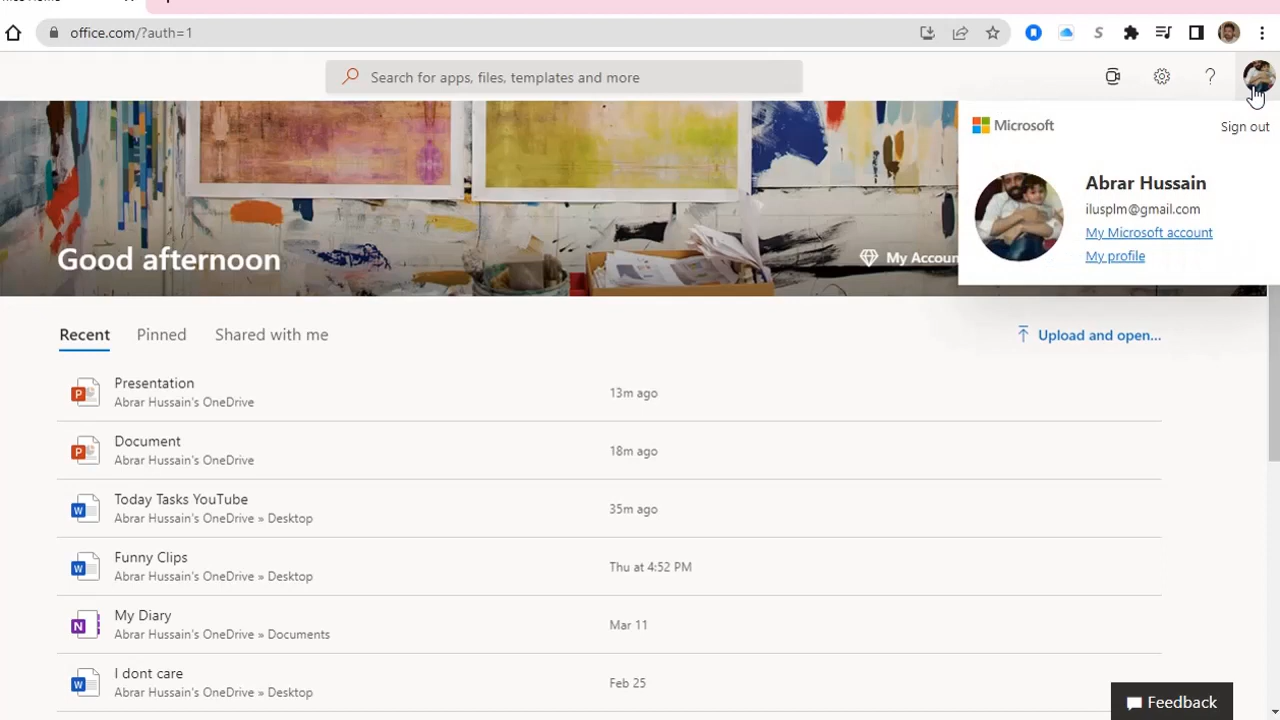 office.com/?auth=1
Search for apps, files, templates and more
Microsoft
Sign out
Abrar Hussain
ilusplm@gmail.com
My Microsoft account
My profile
Good afternoon
My Accoun
Recent
Pinned
Shared with me
Upload and open...
Presentation
Abrar Hussain's OneDrive
13m ago
Document
Abrar Hussain's OneDrive
18m ago
Today Tasks YouTube
Abrar Hussain's OneDrive » Desktop
35m ago
Funny Clips
Abrar Hussain's OneDrive » Desktop
Thu at 4:52 PM
My Diary
Abrar Hussain's OneDrive » Documents
Mar 11
I dont care
Abrar Hussain's OneDrive » Desktop
Feb 25
Feedback